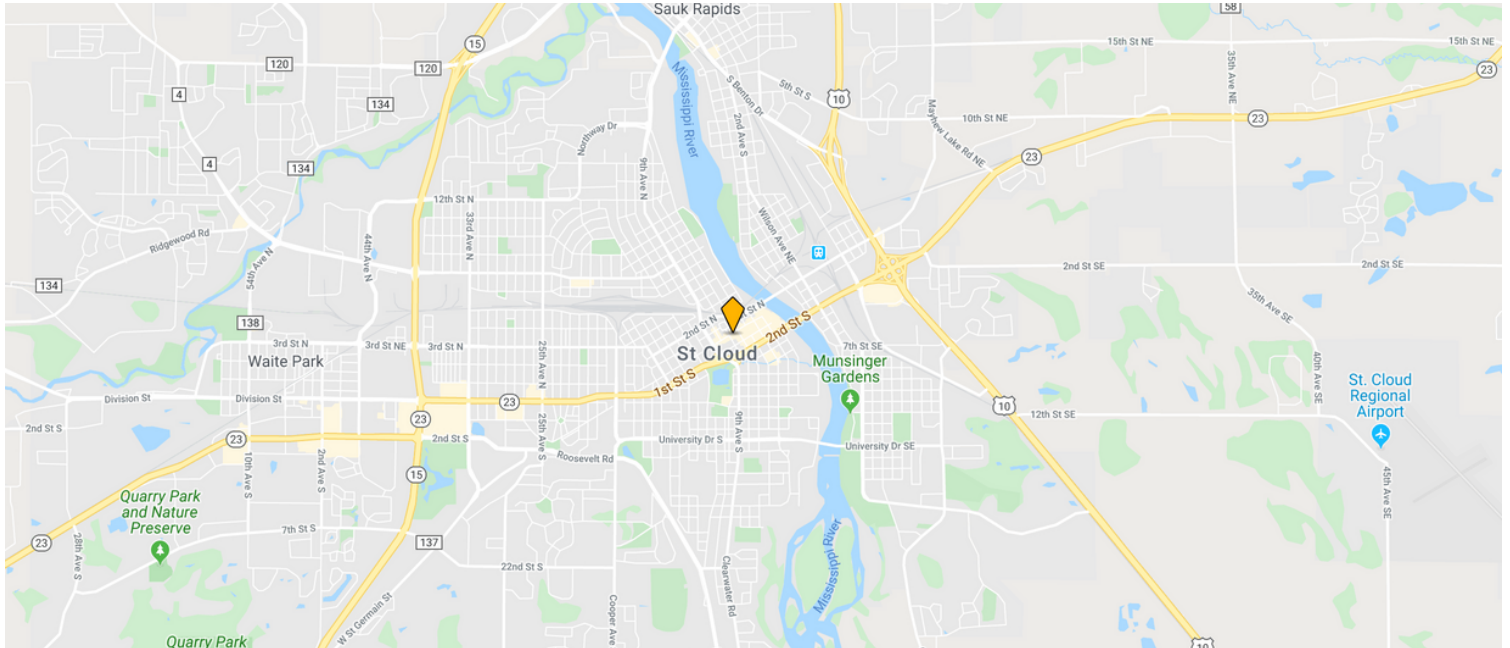 Sauk Rapids
58
15
15th St NE
15th St NE
120
120
23
Mississippi River
S Benton Dr
5th St S
35th Ave NE
4
134
10
Mayhew Lake Rd NE
10th St NE
23
2nd Ave S
Northway Dr
9th Ave N
23
4
134
12th St N
33rd Ave N
Wilson Ave NE
Ridgewood Rd
44th Ave N
54th Ave N
2nd St SE
2nd St SE
134
35th Ave SE
138
2nd St N
1st St N
2nd St S
3rd St N
3rd St NE
3rd St N
25th Ave N
St Cloud
7th St SE
40th Ave SE
Waite Park
Munsinger
Gardens
1st St S
St. Cloud
Regional
Airport
Division St
Division St
23
23
10
12th St SE
2nd St S
23
2nd St S
25th Ave S
9th Ave S
University Dr S
University Dr SE
10th Ave S
2nd Ave S
Roosevelt Rd
15
45th Ave SE
Quarry Park
and Nature
Preserve
7th St S
23
28th Ave S
137
22nd St S
Mississippi River
Clearwater Rd
Cooper Ave
W St Germain St
Quarry Park
10